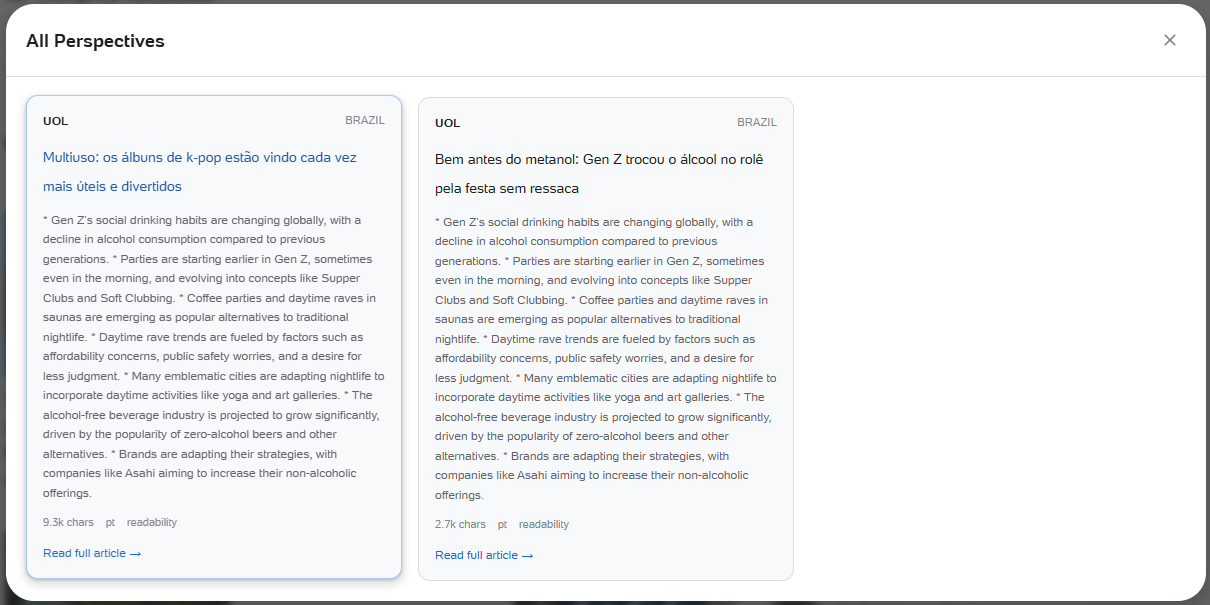 All Perspectives
UOL
BRAZIL
Multiuso: os álbuns de k-pop estão vindo cada vez
mais úteis e divertidos
* Gen Z's social drinking habits are changing globally, with a
decline in alcohol consumption compared to previous
generations. * Parties are starting earlier in Gen Z, sometimes
even in the morning, and evolving into concepts like Supper
Clubs and Soft Clubbing. * Coffee parties and daytime raves in
saunas are emerging as popular alternatives to traditional
nightlife. * Daytime rave trends are fueled by factors such as
affordability concerns, public safety worries, and a desire for
less judgment. * Many emblematic cities are adapting nightlife to
incorporate daytime activities like yoga and art galleries. * The
alcohol-free beverage industry is projected to grow significantly,
driven by the popularity of zero-alcohol beers and other
alternatives. * Brands are adapting their strategies, with
companies like Asahi aiming to increase their non-alcoholic
offerings.
9.3k chars pt readability
Read full article →
UOL
BRAZIL
Bem antes do metanol: Gen Z trocou o álcool no rolê
pela festa sem ressaca
* Gen Z's social drinking habits are changing globally, with a
decline in alcohol consumption compared to previous
generations. * Parties are starting earlier in Gen Z, sometimes
even in the morning, and evolving into concepts like Supper
Clubs and Soft Clubbing. * Coffee parties and daytime raves in
saunas are emerging as popular alternatives to traditional
nightlife. * Daytime rave trends are fueled by factors such as
affordability concerns, public safety worries, and a desire for
less judgment. * Many emblematic cities are adapting nightlife to
incorporate daytime activities like yoga and art galleries. * The
alcohol-free beverage industry is projected to grow significantly,
driven by the popularity of zero-alcohol beers and other
alternatives. * Brands are adapting their strategies, with
companies like Asahi aiming to increase their non-alcoholic
offerings.
2.7k chars pt readability
Read full article →